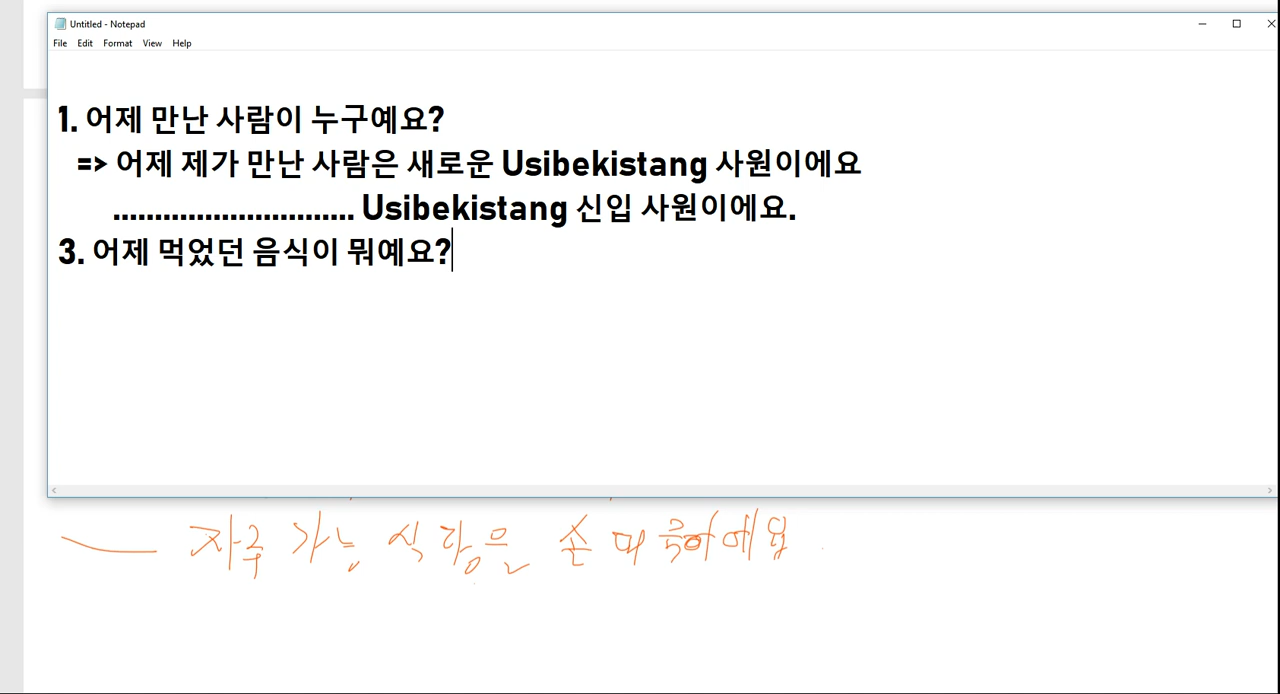 Untitled - Notepad
File Edit Format View Help
1. 어제 만난 사람이 누구예요?
=> 어제 제가 만난 사람은 새로운 Usibekistang 사원이에요
............................. Usibekistang 신입 사원이에요.
3. 어제 먹었던 음식이 뭐예요?
자주 가는 식당은 손